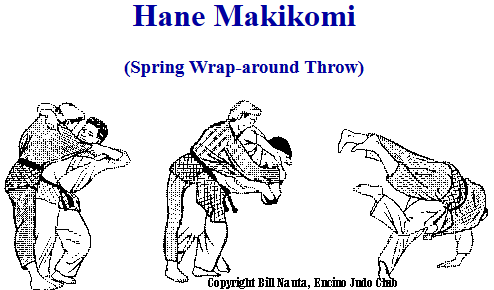 Hane Makikomi
(Spring Wrap-around Throw)
Copyright Bill Nauta, Encino Judo Club